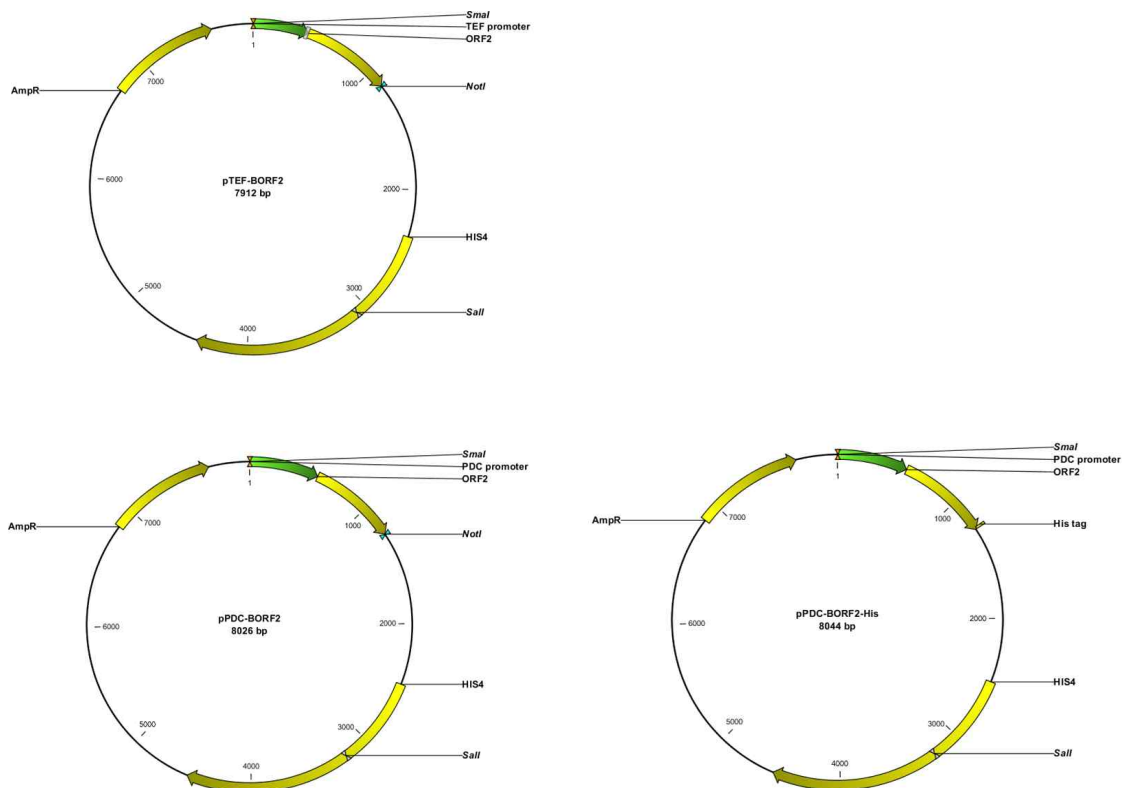 SmaI
TEF promoter
ORF2
1
1000
NotI
7000
AmpR
6000
pTEF-BORF2
7912 bp
2000
HIS4
5000
3000
SalI
4000
SmaI
PDC promoter
ORF2
1
1000
NotI
7000
AmpR
6000
pPDC-BORF2
8026 bp
2000
HIS4
5000
3000
SalI
4000
SmaI
PDC promoter
ORF2
1
1000
His tag
7000
AmpR
6000
pPDC-BORF2-His
8044 bp
2000
HIS4
5000
3000
SalI
4000